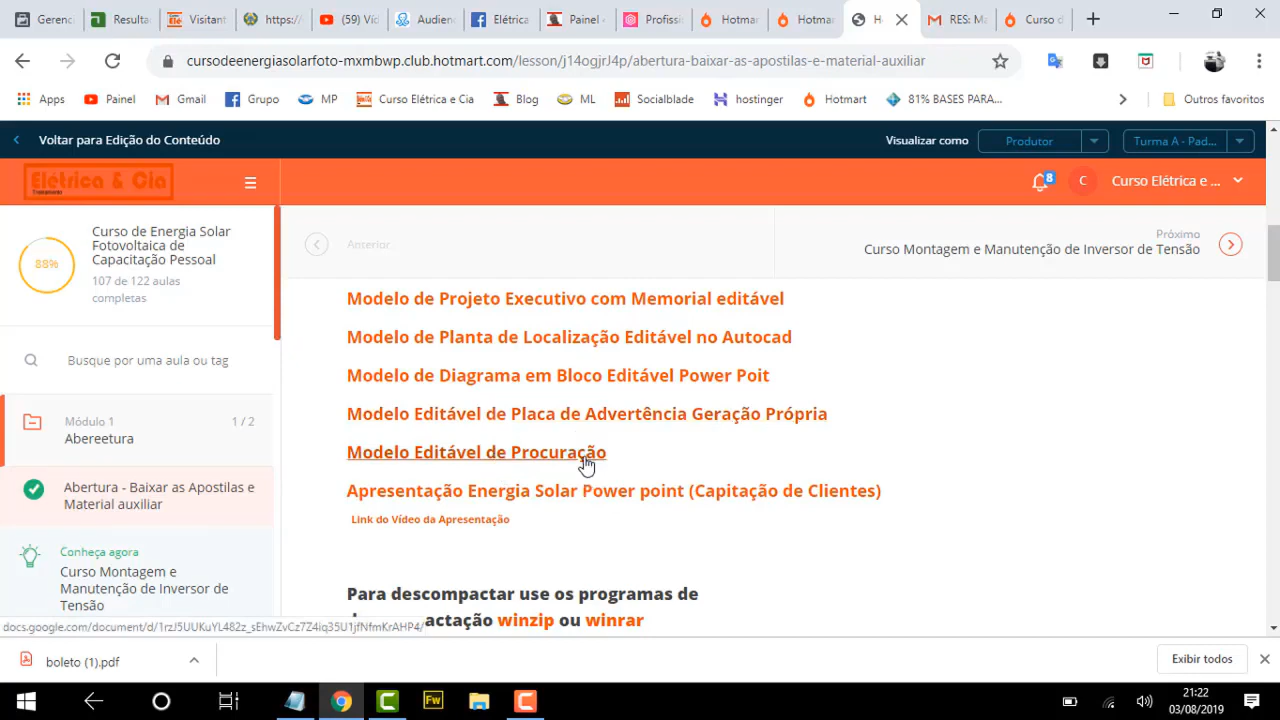 Gerenc
Resulta
Visitant
https:/
(59) Vid
Audien
Elétrica
Painel
Profiss
Hotmar
Hotmar
H
RES: M
Curso d
cursodeenergiasolarfoto-mxmbwp.club.hotmart.com/lesson/j14ogjrJ4p/abertura-baixar-as-apostilas-e-material-auxiliar
Apps
Painel
Gmail
Grupo
MP
Curso Elétrica e Cia
Blog
ML
Socialblade
hostinger
Hotmart
81% BASES PARA...
Outros favoritos
Voltar para Edição do Conteúdo
Visualizar como
Produtor
Turma A - Pad...
Elétrica & Cia
Treinamento
8
C
Curso Elétrica e ...
88%
Curso de Energia Solar
Fotovoltaica de
Capacitação Pessoal
107 de 122 aulas
completas
Anterior
Próximo
Curso Montagem e Manutenção de Inversor de Tensão
Busque por uma aula ou tag
Módulo 1
1 / 2
Abereetura
Abertura - Baixar as Apostilas e
Material auxiliar
Conheça agora
Curso Montagem e
Manutenção de Inversor de
Tensão
Modelo de Projeto Executivo com Memorial editável
Modelo de Planta de Localização Editável no Autocad
Modelo de Diagrama em Bloco Editável Power Poit
Modelo Editável de Placa de Advertência Geração Própria
Modelo Editável de Procuração
Apresentação Energia Solar Power point (Capitação de Clientes)
Link do Vídeo da Apresentação
Para descompactar use os programas de
actação winzip ou winrar
docs.google.com/document/d/1rzJ5UUKuYL482z_sEhwZvCz7Z4iq35U1jfNfmKrAHP4/
boleto (1).pdf
Exibir todos
Fw
21:22
03/08/2019